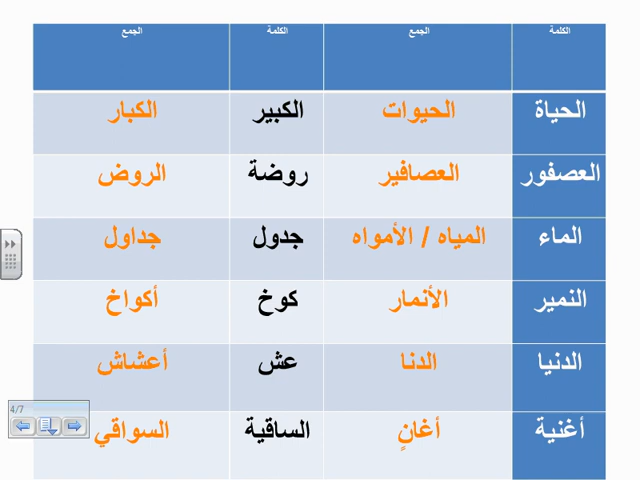 الكلمة الجمع الكلمة الجمع
الحياة الحيوات الكبير الكبار
العصفور العصافير روضة الروض
الماء المياه / الأمواه جدول جداول
النمير الأنمار كوخ أكواخ
الدنيا الدنا عش أعشاش
أغنية أغانٍ الساقية السواقي
4/7